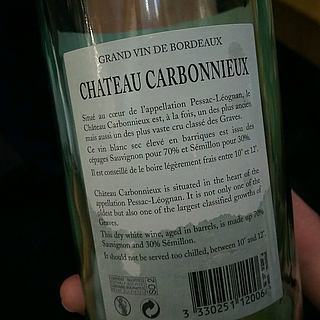 GRAND VIN DE BORDEAUX
CHATEAU CARBONNIEUX
Situé au cœur de l'appellation Pessac-Léognan, le
Château Carbonnieux est, à la fois, un des plus anciens
mais aussi un des plus vaste cru classé des Graves.
Ce vin blanc sec élevé en barriques est issu des
cépages Sauvignon pour 70% et Sémillon pour 30%.
Il est conseillé de le boire légèrement frais entre 10° et 12°.
Château Carbonnieux is situated in the heart of the
appellation Pessac-Léognan. It is not only one of the
oldest but also one of the largest classified growths of
Graves.
This dry white wine, aged in barrels, is made up 70%
Sauvignon and 30% Sémillon.
It should not be served too chilled, between 10° and 12°.
3 330251 12006